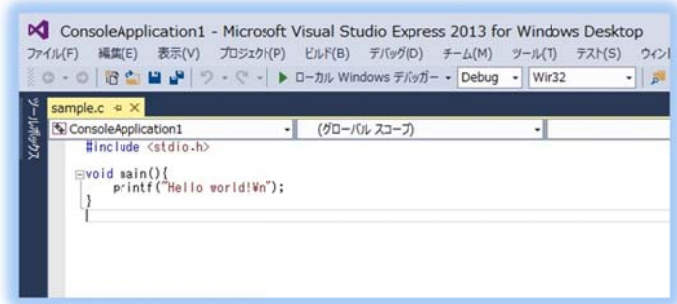 ConsoleApplication1 - Microsoft Visual Studio Express 2013 for Windows Desktop
ファイル(F) 編集(E) 表示(V) プロジェクト(P) ビルド(B) デバッグ(D) チーム(M) ツール(T) テスト(S) ウィン
ローカル Windows デバッガー Debug Win32
ツールボックス
sample.c
ConsoleApplication1 (グローバル スコープ)
#include <stdio.h>
void main(){
printf("Hello world!¥n");
}